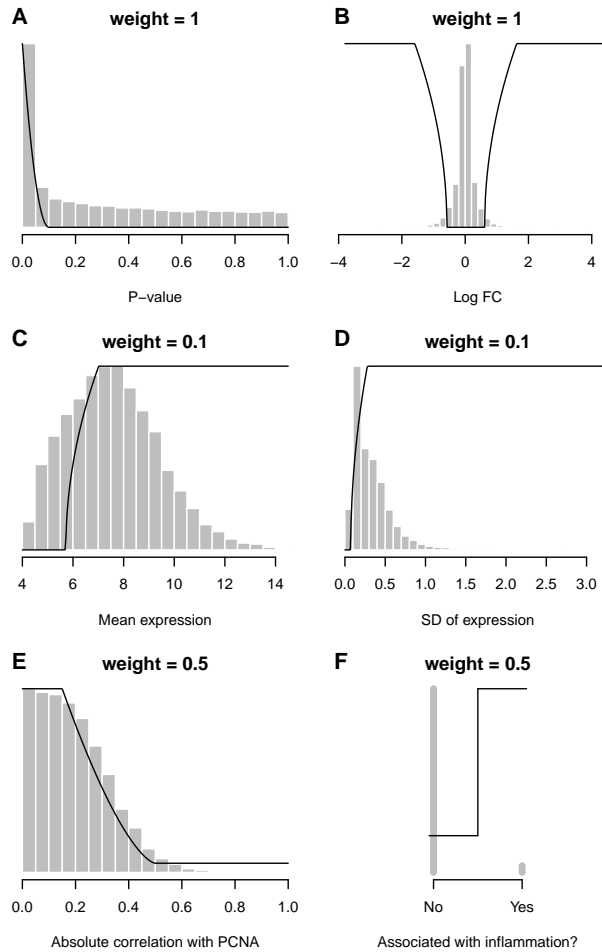 A
weight = 1
0.0 0.2 0.4 0.6 0.8 1.0
P−value
B
weight = 1
−4 −2 0 2 4
Log FC
C
weight = 0.1
4 6 8 10 12 14
Mean expression
D
weight = 0.1
0.0 0.5 1.0 1.5 2.0 2.5 3.0
SD of expression
E
weight = 0.5
0.0 0.2 0.4 0.6 0.8 1.0
Absolute correlation with PCNA
F
weight = 0.5
No Yes
Associated with inflammation?